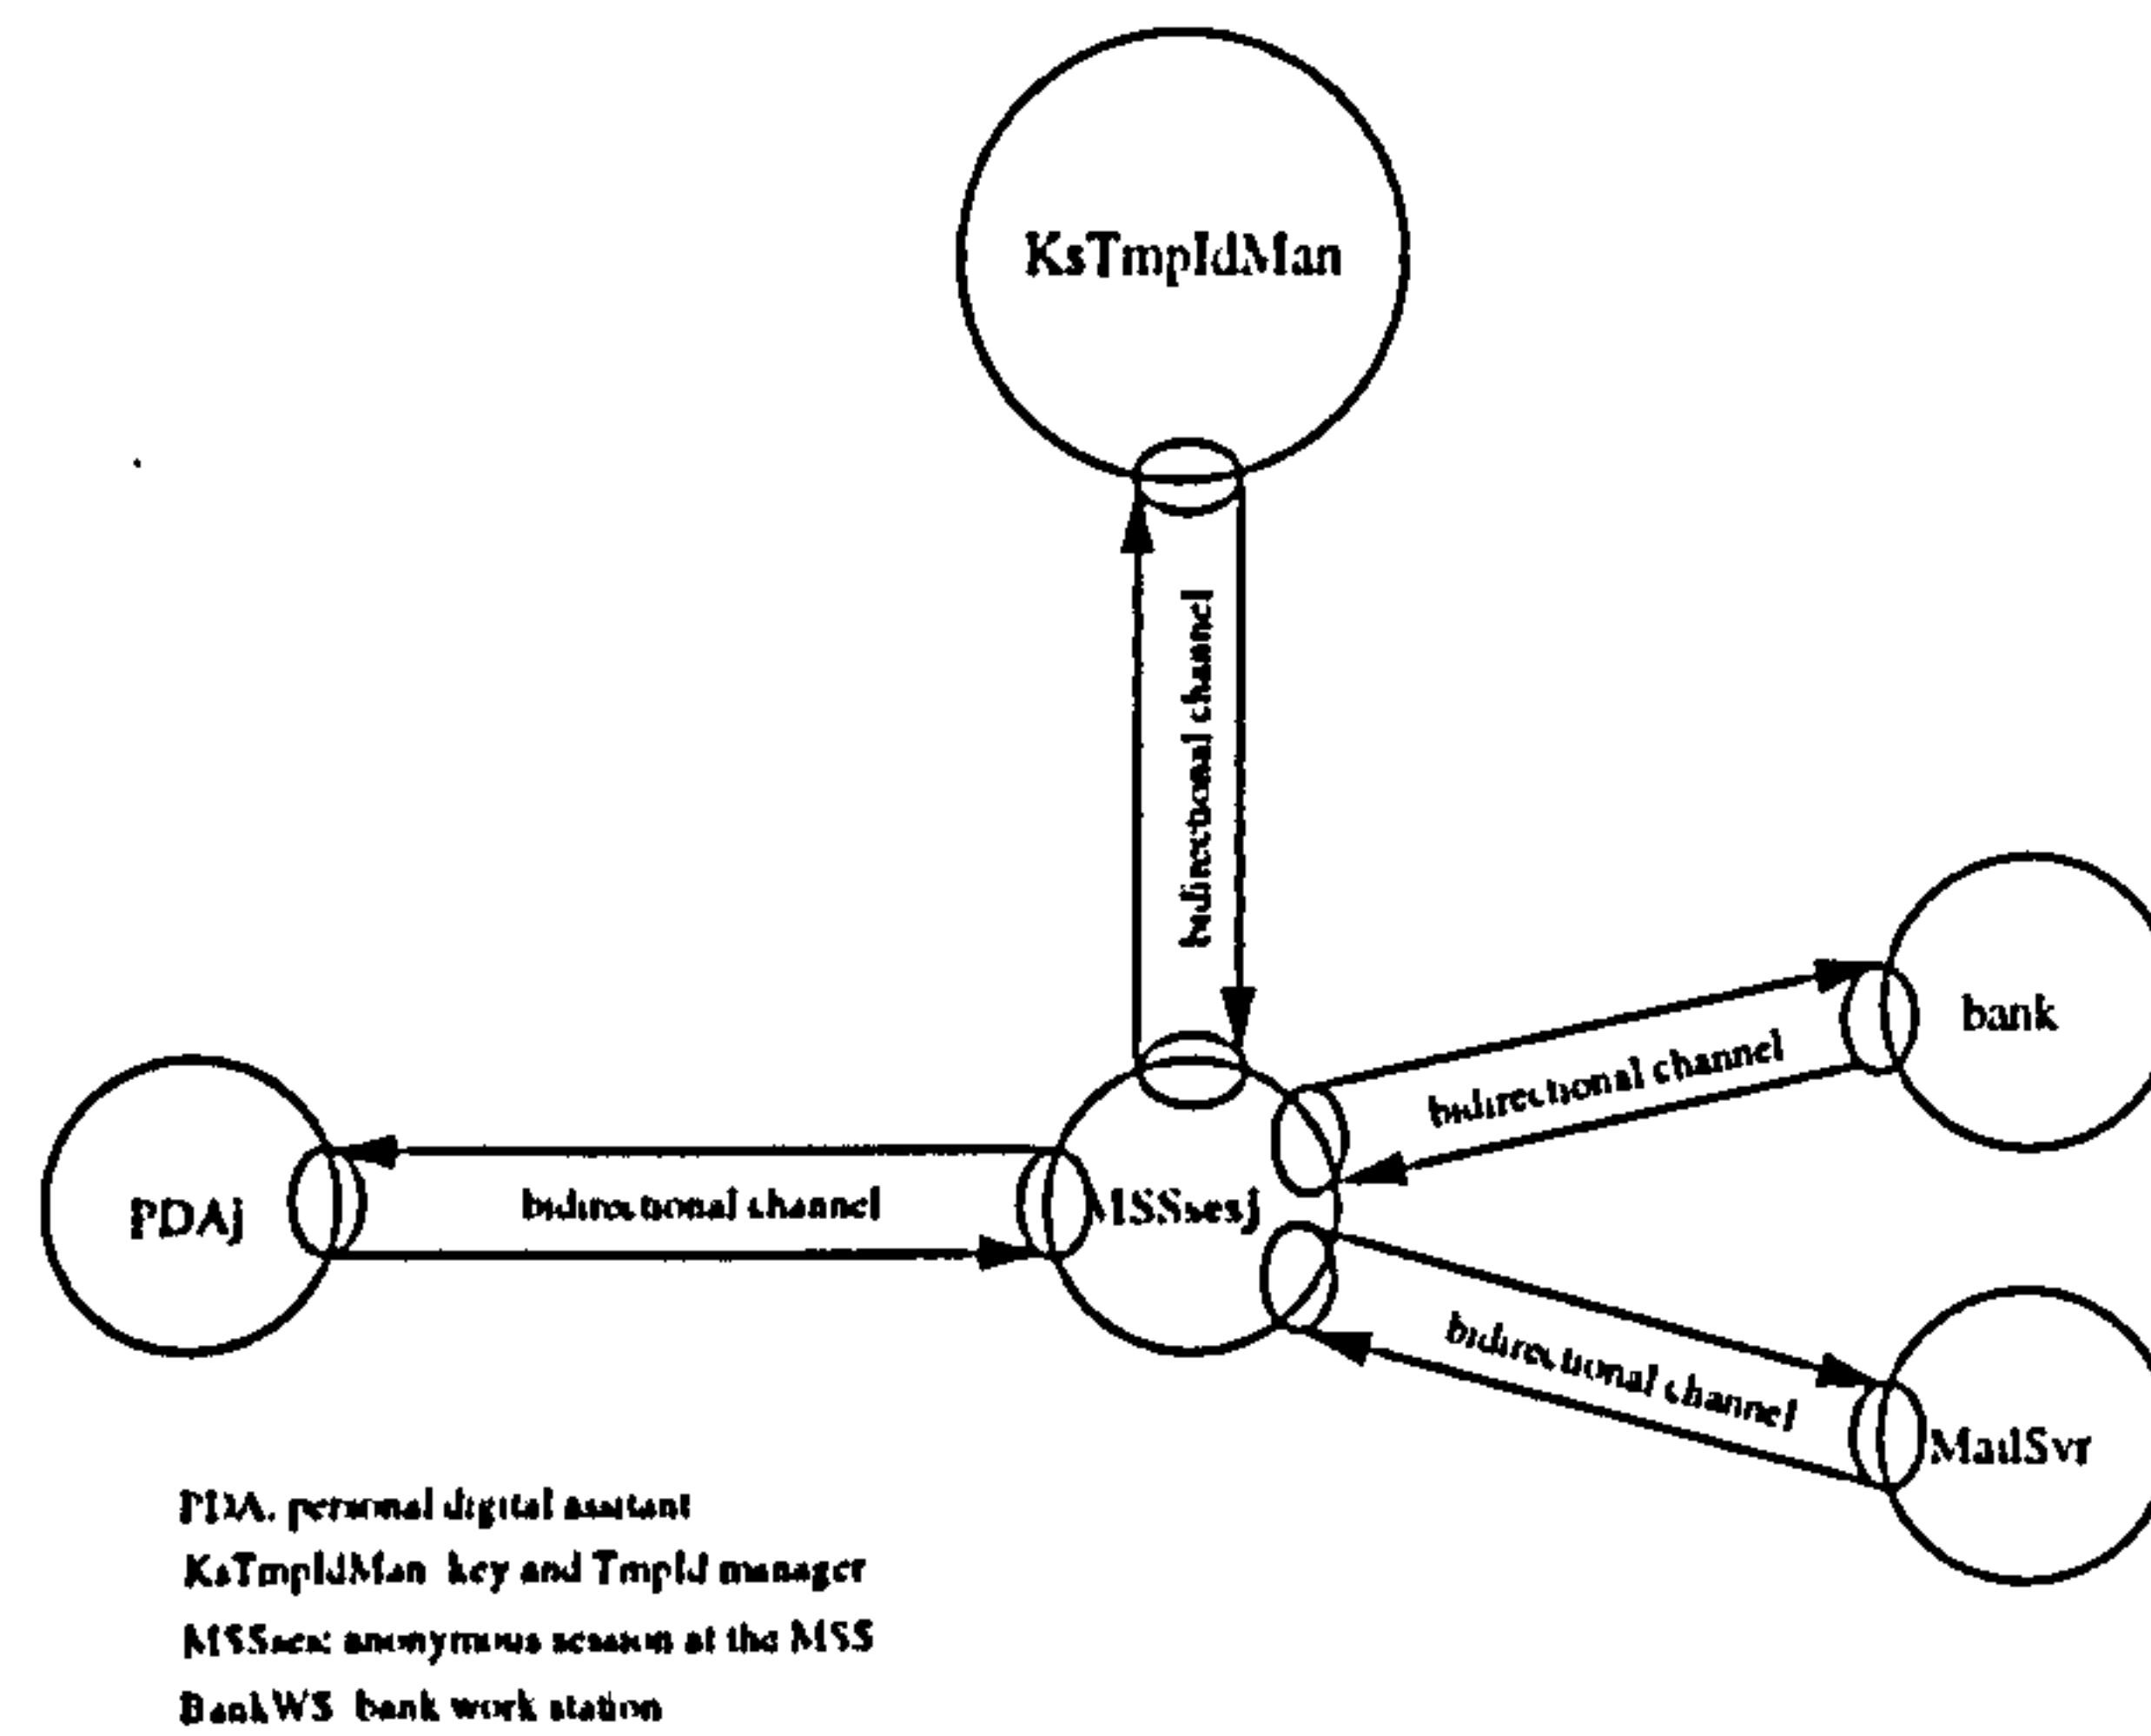 KsTmpIdMan
bidirectional channel
bank
bidirectional channel
PDAj
bidirectional channel
MSSsesj
bidirectional channel
MailSvr
PDA. personal digital assitant
KsTmpIdMan key and TmpId manager
MSSses: anonymous session at the MSS
BankWS bank work station